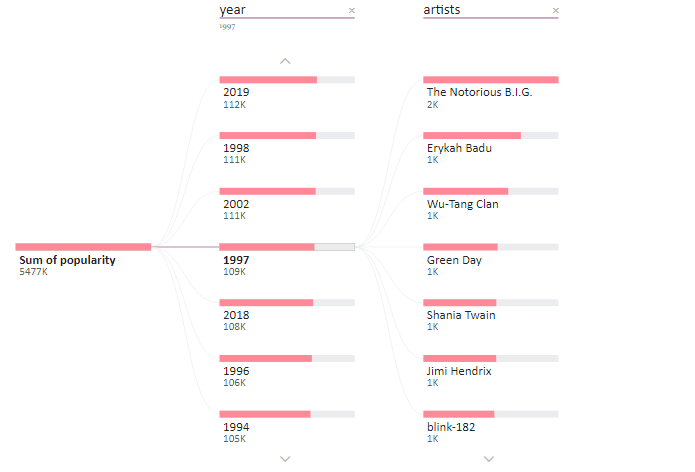 year
×
artists
×
1997
2019
112K
The Notorious B.I.G.
2K
1998
111K
Erykah Badu
1K
2002
111K
Wu-Tang Clan
1K
Sum of popularity
5477K
1997
109K
Green Day
1K
2018
108K
Shania Twain
1K
1996
106K
Jimi Hendrix
1K
1994
105K
blink-182
1K